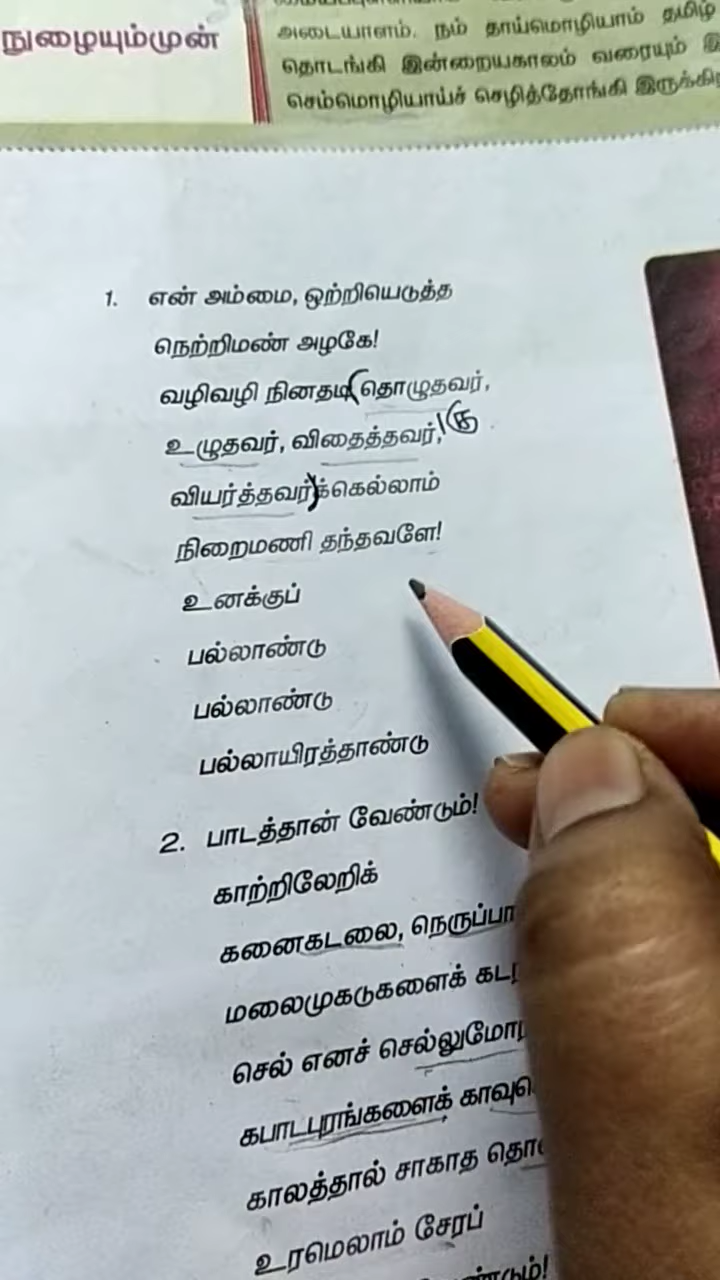 நுழையும்முன்
அடையாளம். நம் தாய்மொழியாம் தமிழ்
தொடங்கி இன்றையகாலம் வரையும்
செம்மொழியாய்ச் செழித்தோங்கி
1. என் அம்மை, ஒற்றியெடுத்த
நெற்றிமண் அழகே!
வழிவழி நினதடி தொழுதவர்,
உழுதவர், விதைத்தவர், கு
வியர்த்தவர்க்கெல்லாம்
நிறைமணி தந்தவளே!
உனக்குப்
பல்லாண்டு
பல்லாண்டு
பல்லாயிரத்தாண்டு
2. பாடத்தான் வேண்டும்!
காற்றிலேறிக்
கனைகடலை,
மலைமுகடுகளைக்
செல் எனச்
கபாடபுரங்களைக்
காலத்தால் சாகாத
உரமெலாம் சேரப்